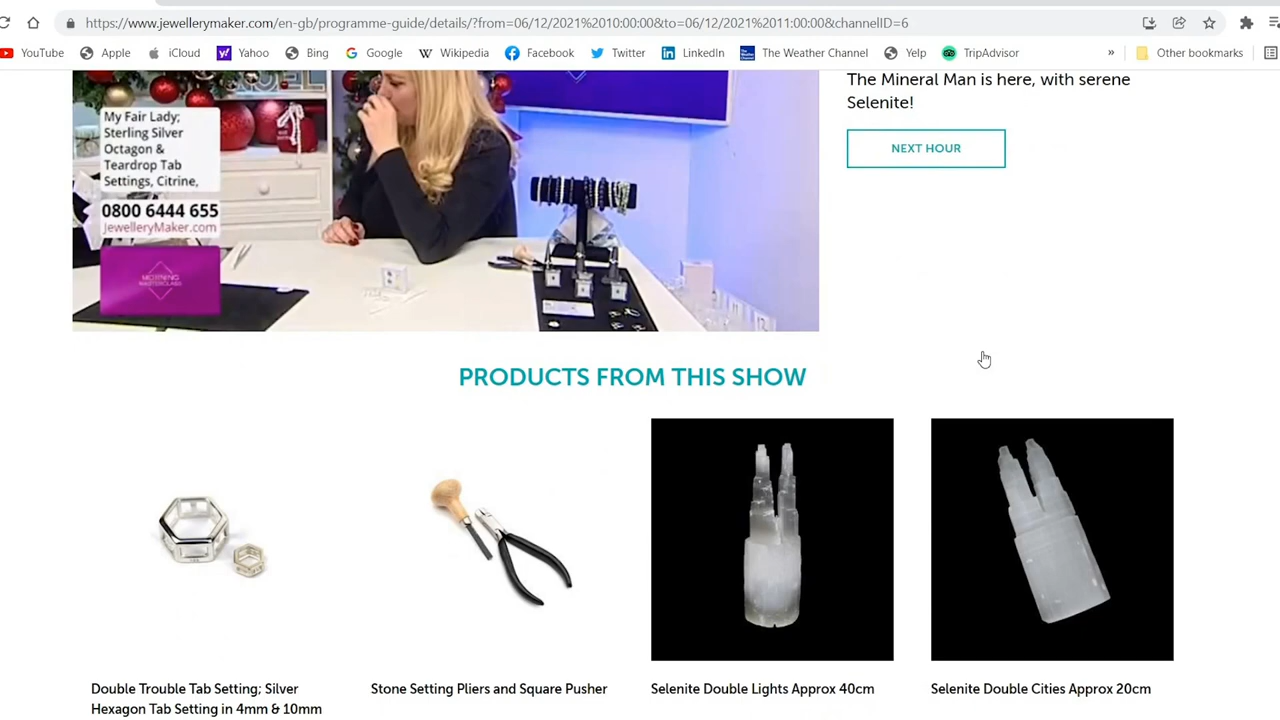 https://www.jewellerymaker.com/en-gb/programme-guide/details/?from=06/12/2021%2010:00:00&to=06/12/2021%2011:00:00&channelID=6
YouTube Apple iCloud Yahoo Bing Google Wikipedia Facebook Twitter LinkedIn The Weather Channel Yelp TripAdvisor » Other bookmarks
The Mineral Man is here, with serene
Selenite!
NEXT HOUR
NOEL
My Fair Lady;
Sterling Silver
Octagon &
Teardrop Tab
Settings, Citrine,
0800 6444 655
JewelleryMaker.com
MORNING
MASTERCLASS
PRODUCTS FROM THIS SHOW
Double Trouble Tab Setting; Silver
Hexagon Tab Setting in 4mm & 10mm
Stone Setting Pliers and Square Pusher
Selenite Double Lights Approx 40cm
Selenite Double Cities Approx 20cm